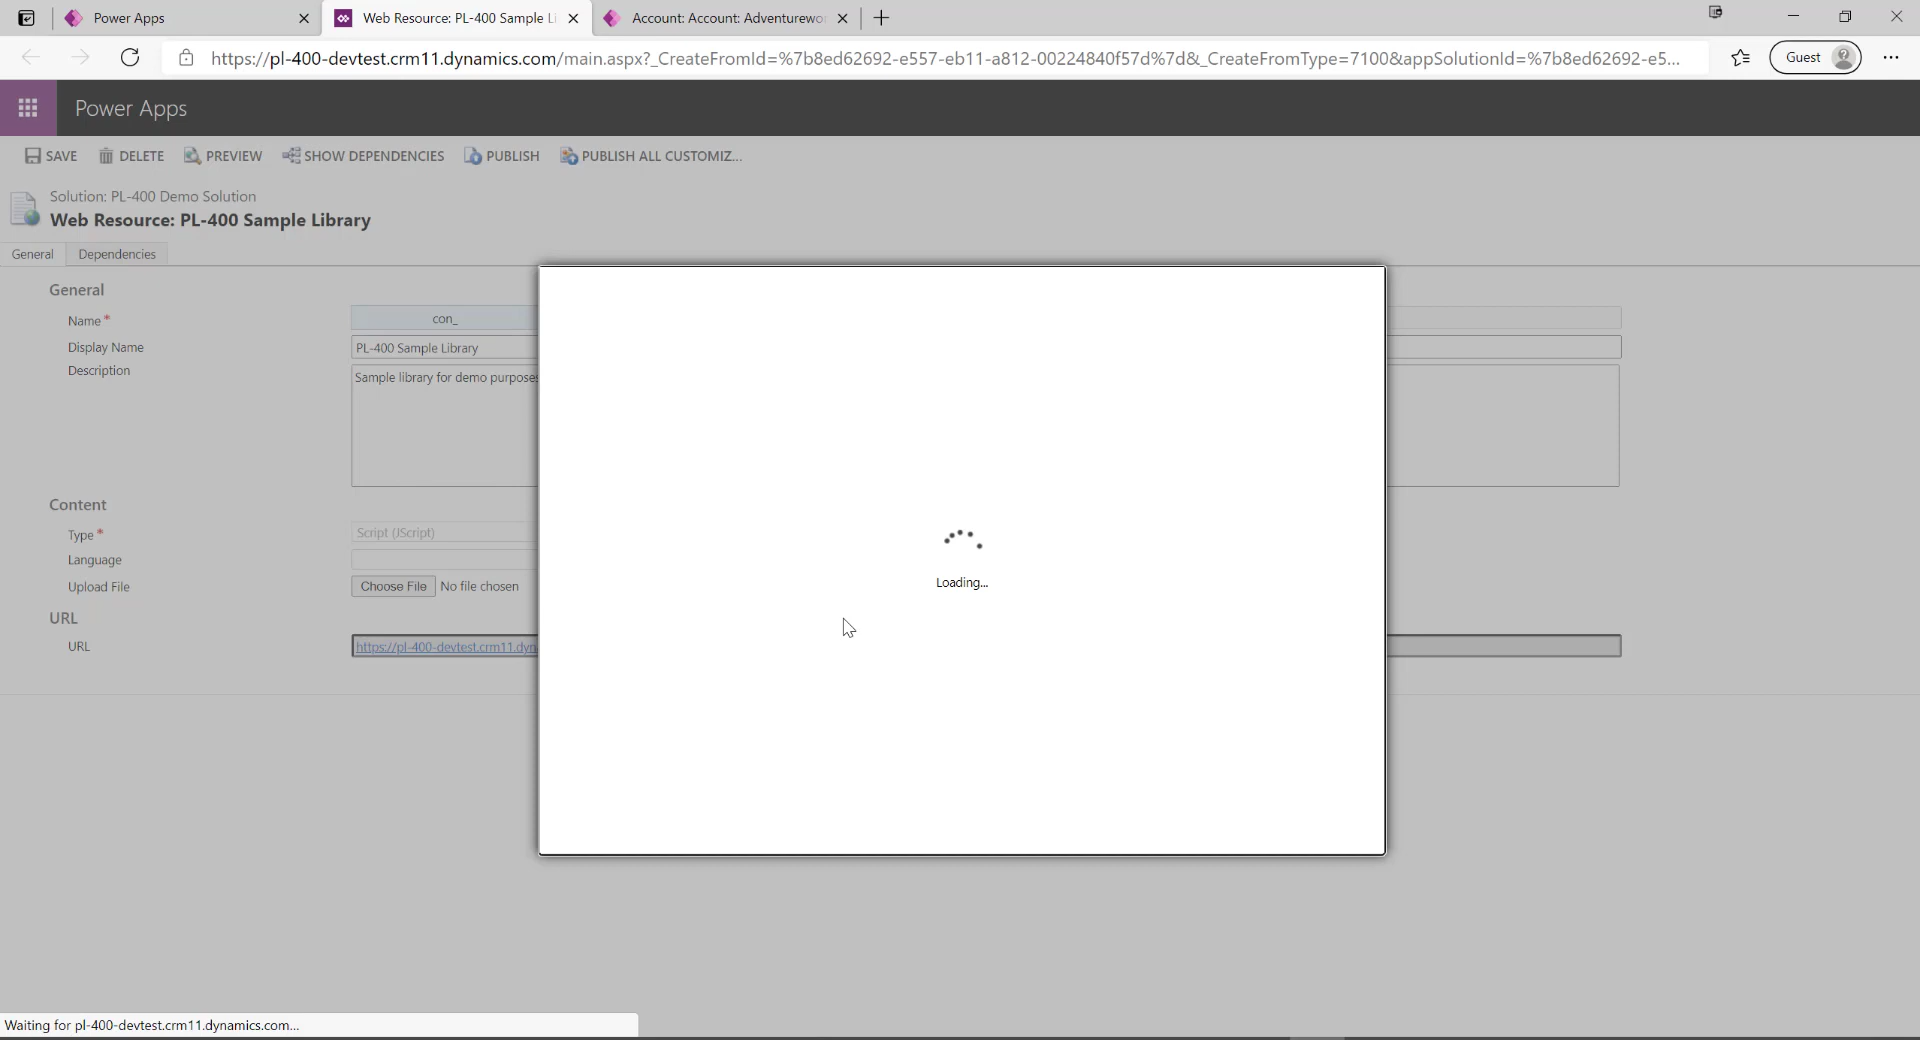 Power Apps
Web Resource: PL-400 Sample Li
Account: Account: Adventurewo
https://pl-400-devtest.crm11.dynamics.com/main.aspx?_CreateFromId=%7b8ed62692-e557-eb11-a812-00224840f57d%7d&_CreateFromType=7100&appSolutionId=%7b8ed62692-e5...
Guest
Power Apps
SAVE DELETE PREVIEW SHOW DEPENDENCIES PUBLISH PUBLISH ALL CUSTOMIZ...
Solution: PL-400 Demo Solution
Web Resource: PL-400 Sample Library
General Dependencies
General
Name * con_
Display Name PL-400 Sample Library
Description Sample library for demo purposes
Content
Type * Script (JScript)
Language
Upload File Choose File No file chosen
URL
URL https://pl-400-devtest.crm11.dyn
Loading...
Waiting for pl-400-devtest.crm11.dynamics.com...